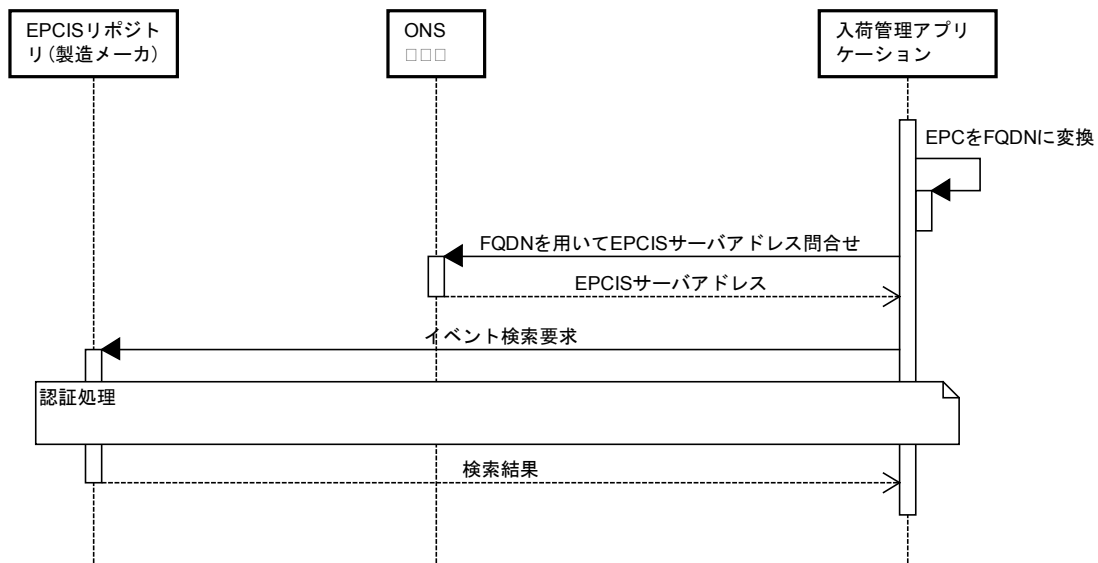 EPCISリポジト
リ(製造メーカ)
ONS
入荷管理アプリ
ケーション
EPCをFQDNに変換
FQDNを用いてEPCISサーバアドレス問合せ
EPCISサーバアドレス
イベント検索要求
認証処理
検索結果